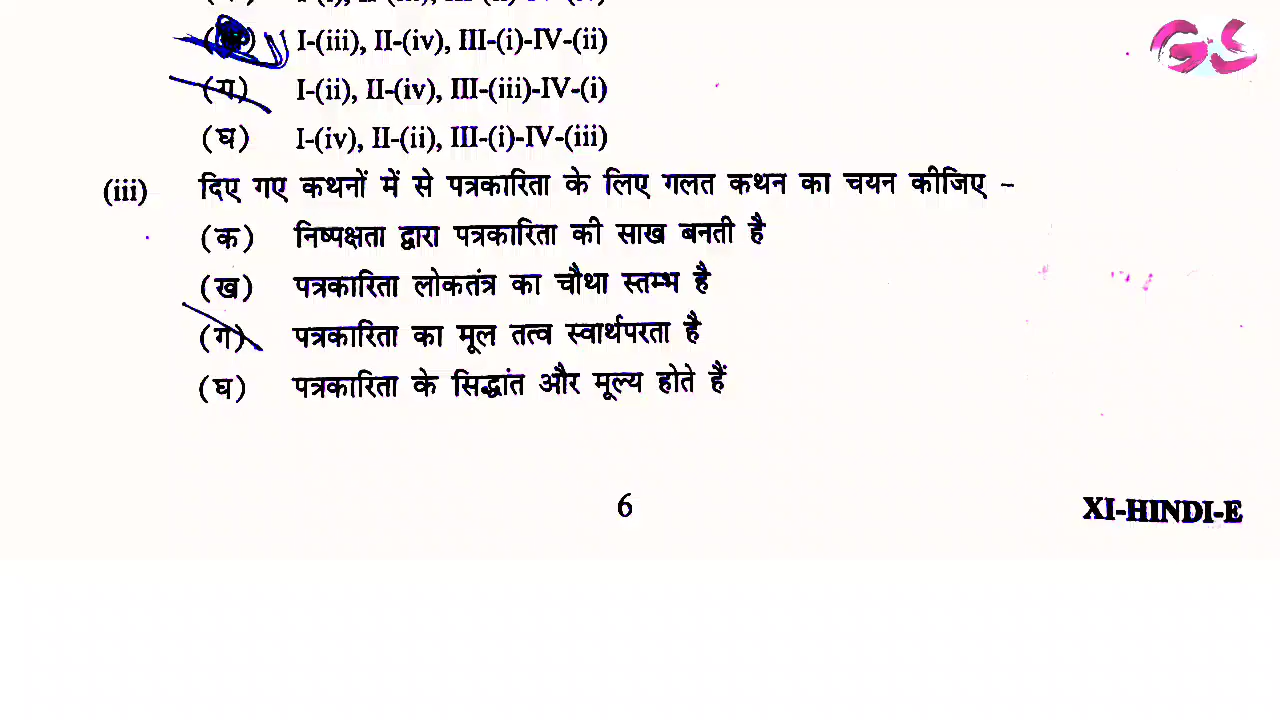 I-(iii), II-(iv), III-(i)-IV-(ii)
(ग) I-(ii), II-(iv), III-(iii)-IV-(i)
(घ) I-(iv), II-(ii), III-(i)-IV-(iii)
(iii) दिए गए कथनों में से पत्रकारिता के लिए गलत कथन का चयन कीजिए –
(क) निष्पक्षता द्वारा पत्रकारिता की साख बनती है
(ख) पत्रकारिता लोकतंत्र का चौथा स्तम्भ है
(ग) पत्रकारिता का मूल तत्व स्वार्थपरता है
(घ) पत्रकारिता के सिद्धांत और मूल्य होते हैं
6
XI-HINDI-E
GS